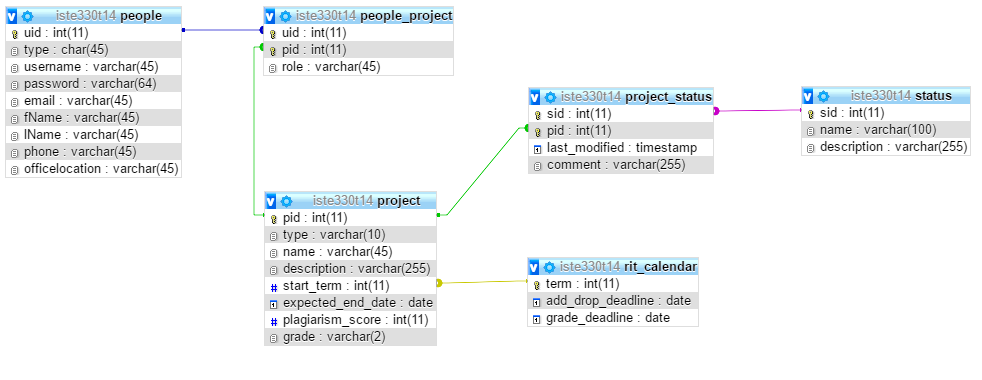 iste330t14 people
uid : int(11)
type : char(45)
username : varchar(45)
password : varchar(64)
email : varchar(45)
fName : varchar(45)
lName : varchar(45)
phone : varchar(45)
officelocation : varchar(45)
iste330t14 people_project
uid : int(11)
pid : int(11)
role : varchar(45)
iste330t14 project_status
sid : int(11)
pid : int(11)
last_modified : timestamp
comment : varchar(255)
iste330t14 status
sid : int(11)
name : varchar(100)
description : varchar(255)
iste330t14 project
pid : int(11)
type : varchar(10)
name : varchar(45)
description : varchar(255)
start_term : int(11)
expected_end_date : date
plagiarism_score : int(11)
grade : varchar(2)
iste330t14 rit_calendar
term : int(11)
add_drop_deadline : date
grade_deadline : date